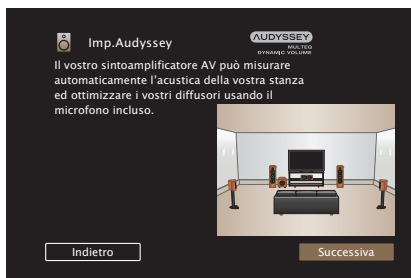 Imp.Audyssey
AUDYSSEY
MULTEQ
DYNAMIC VOLUME
Il vostro sintoamplificatore AV può misurare
automaticamente l'acustica della vostra stanza
ed ottimizzare i vostri diffusori usando il
microfono incluso.
Indietro
Successiva